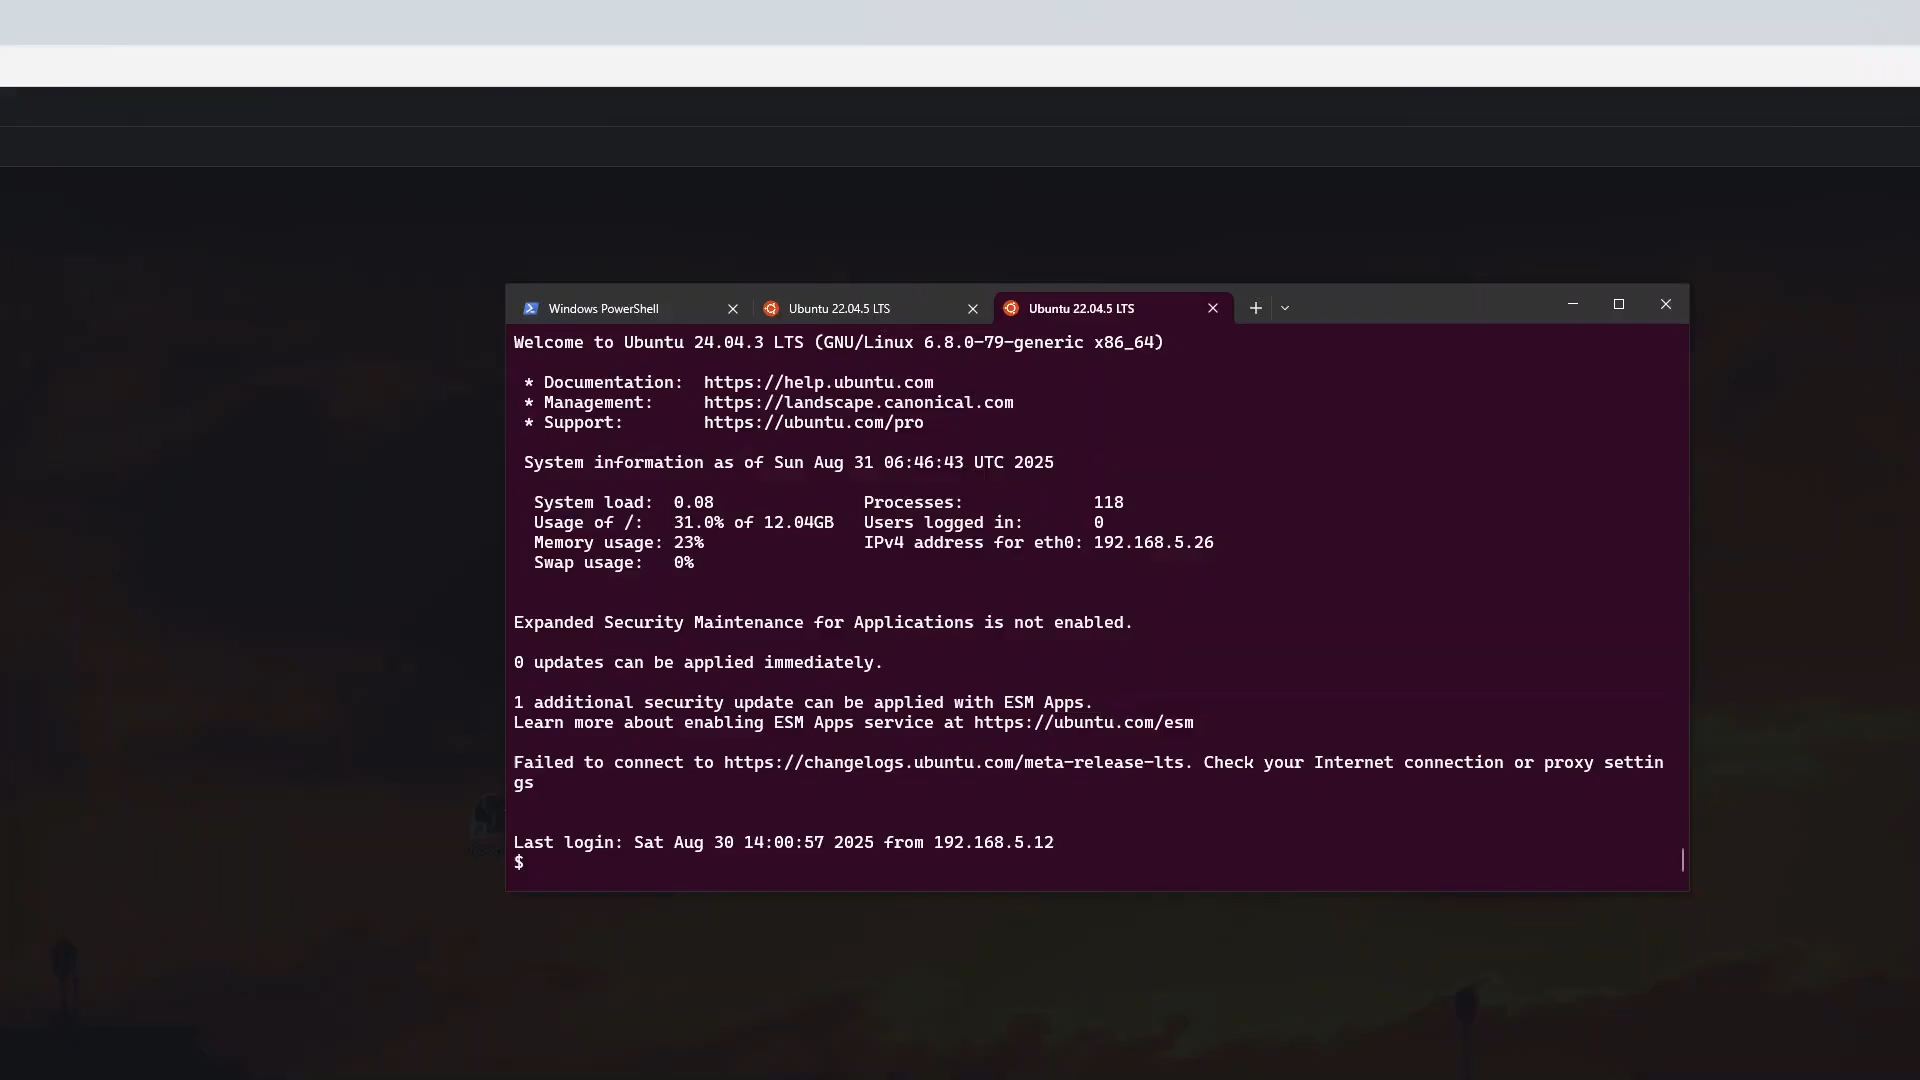 Windows PowerShell
Ubuntu 22.04.5 LTS
Ubuntu 22.04.5 LTS
Welcome to Ubuntu 24.04.3 LTS (GNU/Linux 6.8.0-79-generic x86_64)
* Documentation:  https://help.ubuntu.com
* Management:     https://landscape.canonical.com
* Support:        https://ubuntu.com/pro
System information as of Sun Aug 31 06:46:43 UTC 2025
System load:  0.08               Processes:             118
Usage of /:   31.0% of 12.04GB   Users logged in:       0
Memory usage: 23%                IPv4 address for eth0: 192.168.5.26
Swap usage:   0%
Expanded Security Maintenance for Applications is not enabled.
0 updates can be applied immediately.
1 additional security update can be applied with ESM Apps.
Learn more about enabling ESM Apps service at https://ubuntu.com/esm
Failed to connect to https://changelogs.ubuntu.com/meta-release-lts. Check your Internet connection or proxy settin
gs
Last login: Sat Aug 30 14:00:57 2025 from 192.168.5.12
$